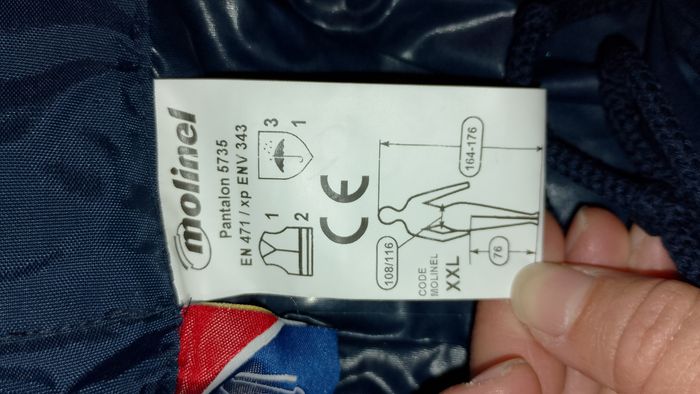 molinel
Pantalon 5735
EN 471 / xp ENV 343
3
1
1
2
CE
164-176
108/116
76
CODE
MOLINEL
XXL